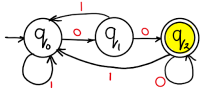 1
q₀ 0 q₁ 0 q₂
1 1 0